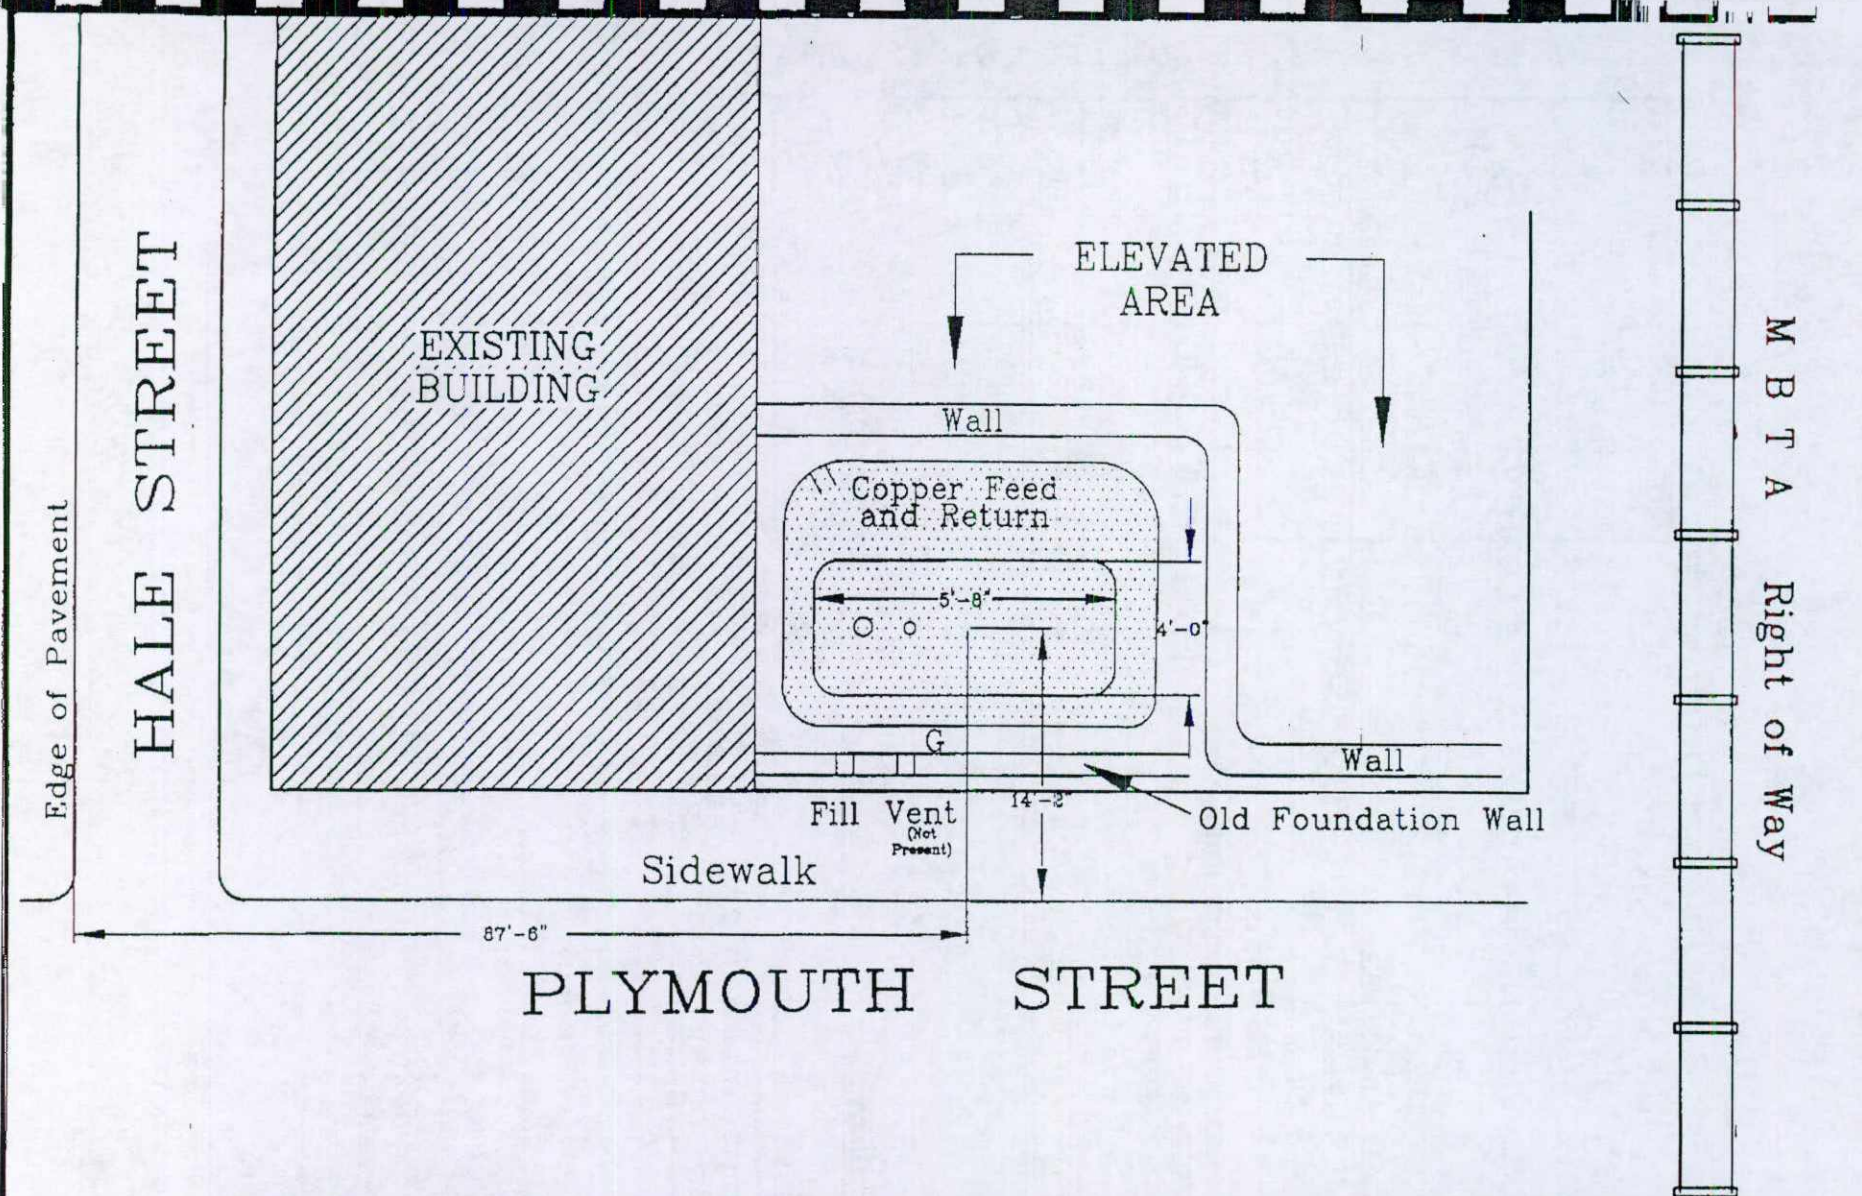 Edge of Pavement
HALE STREET
EXISTING
BUILDING
ELEVATED
AREA
Wall
Copper Feed
and Return
5'-8"
4'-0"
G
Wall
14'-2"
Fill Vent
(Not
Present)
Old Foundation Wall
Sidewalk
87'-6"
PLYMOUTH STREET
MBTA Right of Way